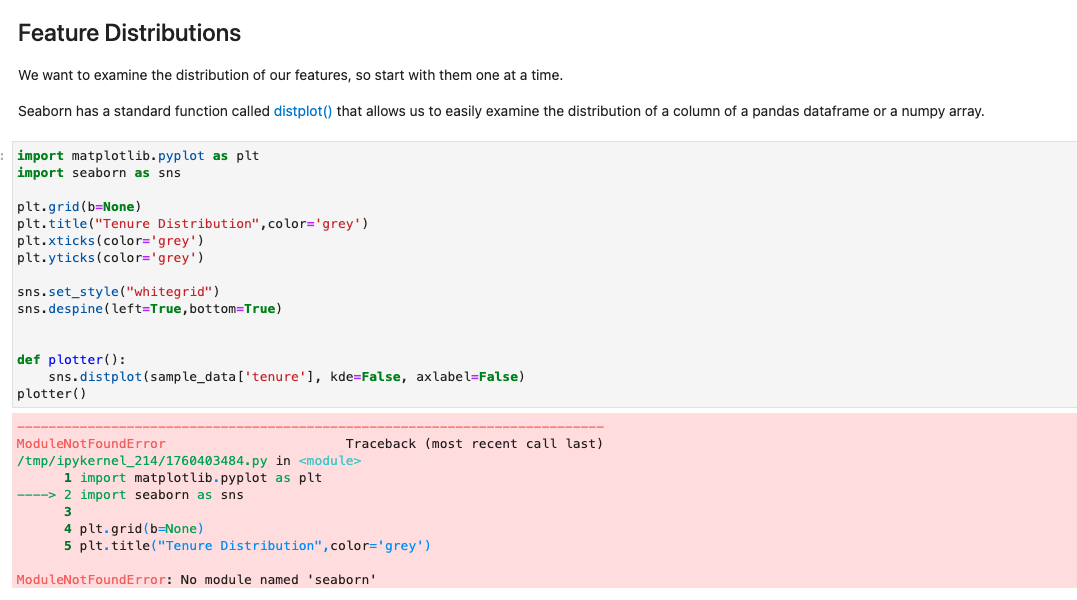 Feature Distributions
We want to examine the distribution of our features, so start with them one at a time.
Seaborn has a standard function called distplot() that allows us to easily examine the distribution of a column of a pandas dataframe or a numpy array.
:
import matplotlib.pyplot as plt
import seaborn as sns
plt.grid(b=None)
plt.title("Tenure Distribution",color='grey')
plt.xticks(color='grey')
plt.yticks(color='grey')
sns.set_style("whitegrid")
sns.despine(left=True,bottom=True)
def plotter():
    sns.distplot(sample_data['tenure'], kde=False, axlabel=False)
plotter()
---------------------------------------------------------------------------
ModuleNotFoundError                       Traceback (most recent call last)
/tmp/ipykernel_214/1760403484.py in <module>
      1 import matplotlib.pyplot as plt
----> 2 import seaborn as sns
      3
      4 plt.grid(b=None)
      5 plt.title("Tenure Distribution",color='grey')
ModuleNotFoundError: No module named 'seaborn'